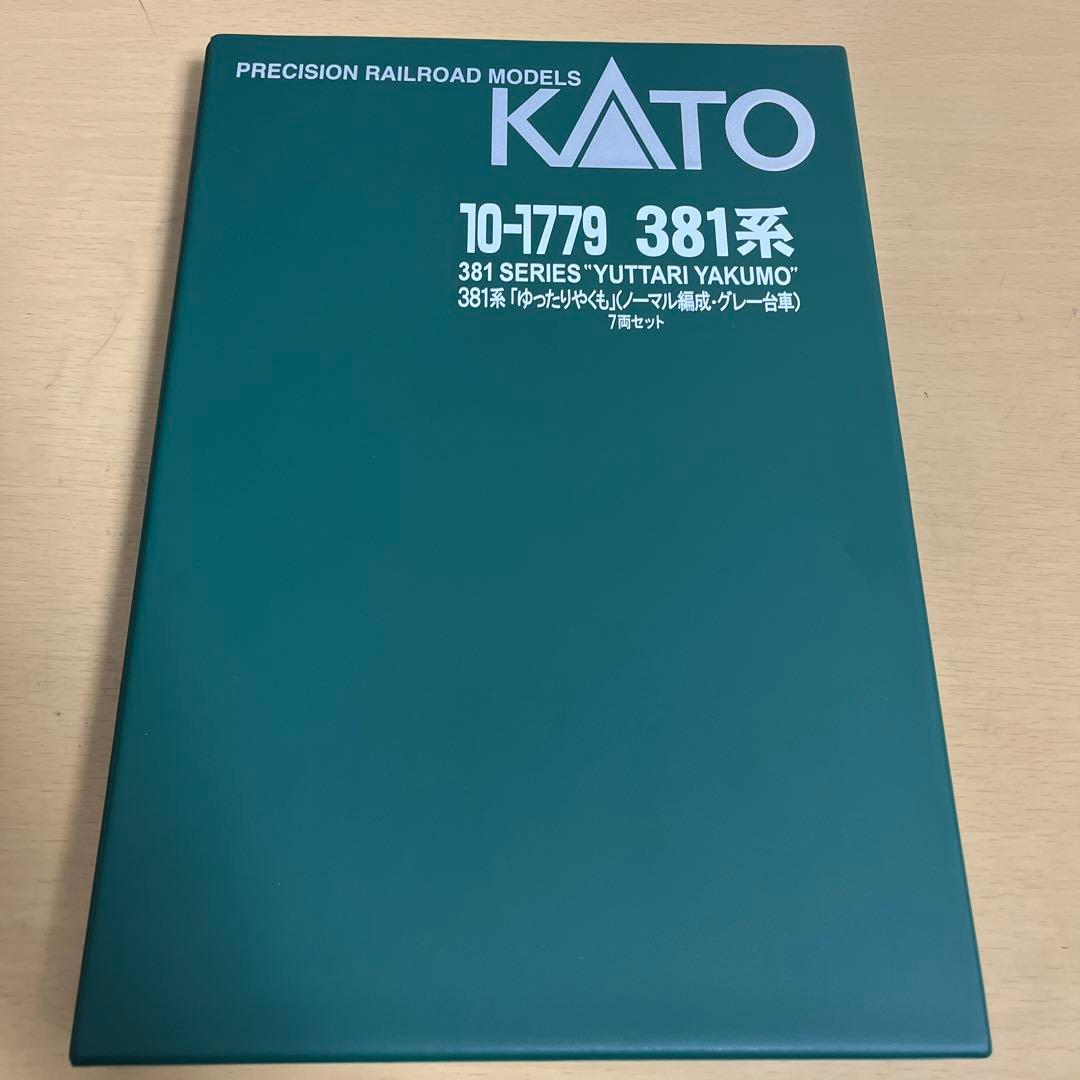 PRECISION RAILROAD MODELS
KATO
10-1779 381系
381 SERIES "YUTTARI YAKUMO"
381系「ゆったりやくも」(ノーマル編成・グレー台車)
7両セット